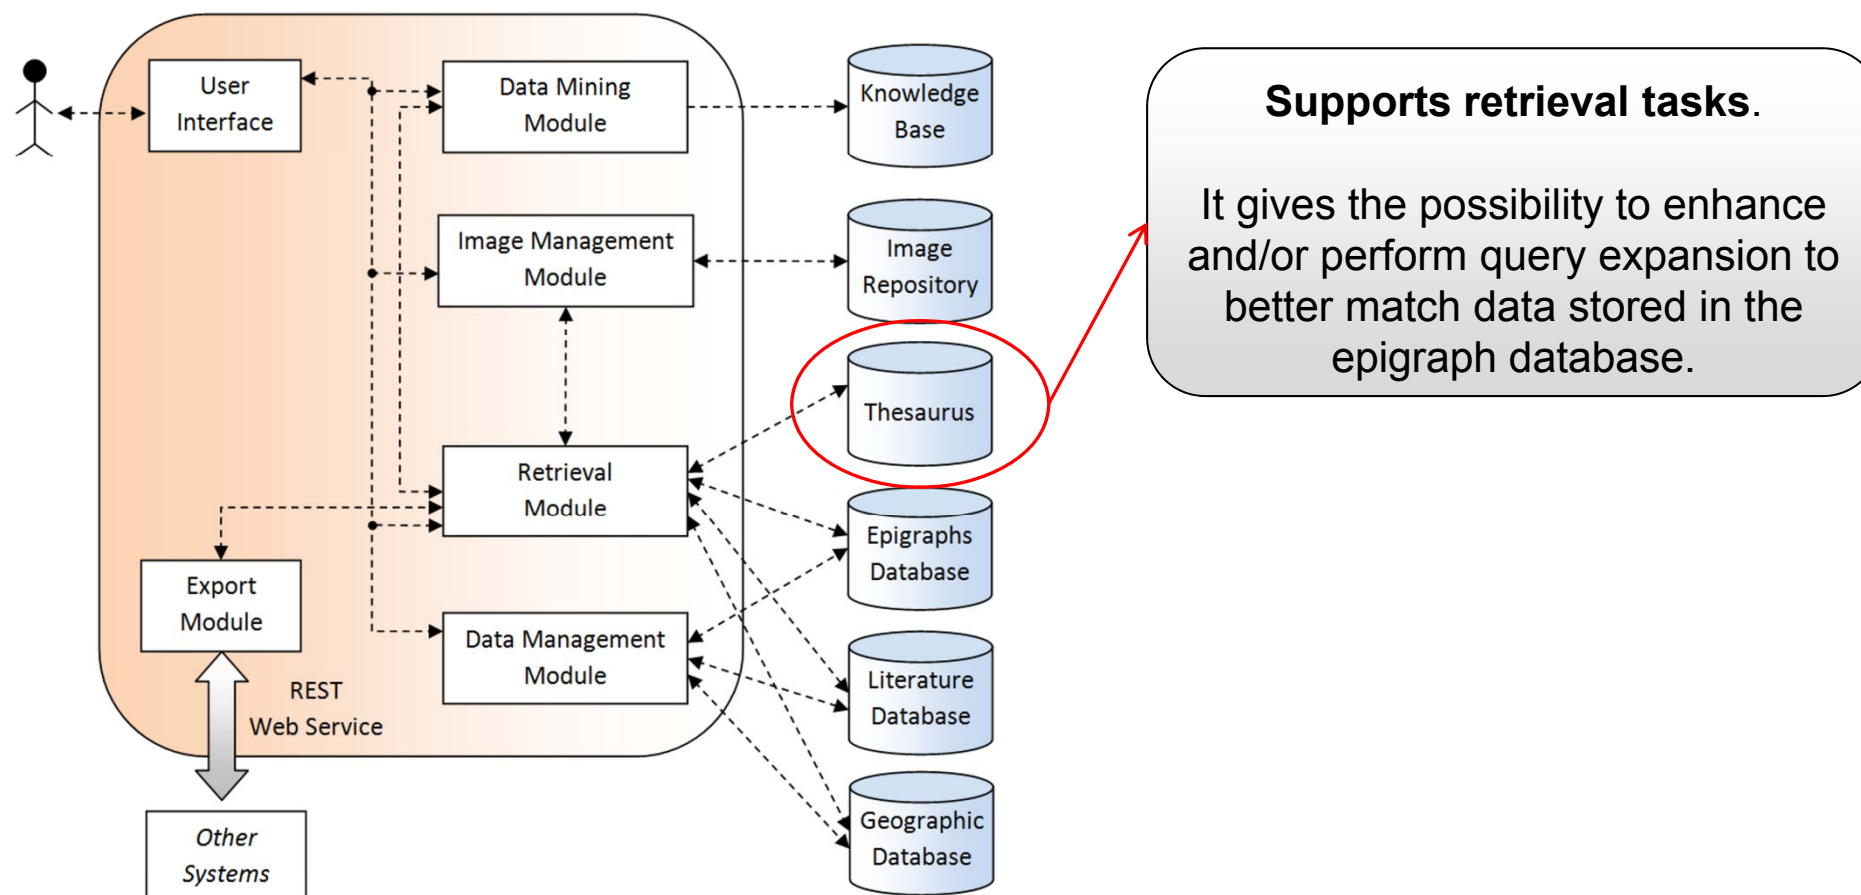 User
Interface
Data Mining
Module
Knowledge
Base
Image Management
Module
Image
Repository
Thesaurus
Retrieval
Module
Epigraphs
Database
Export
Module
Data Management
Module
Literature
Database
REST
Web Service
Geographic
Database
Other
Systems
Supports retrieval tasks.
It gives the possibility to enhance
and/or perform query expansion to
better match data stored in the
epigraph database.